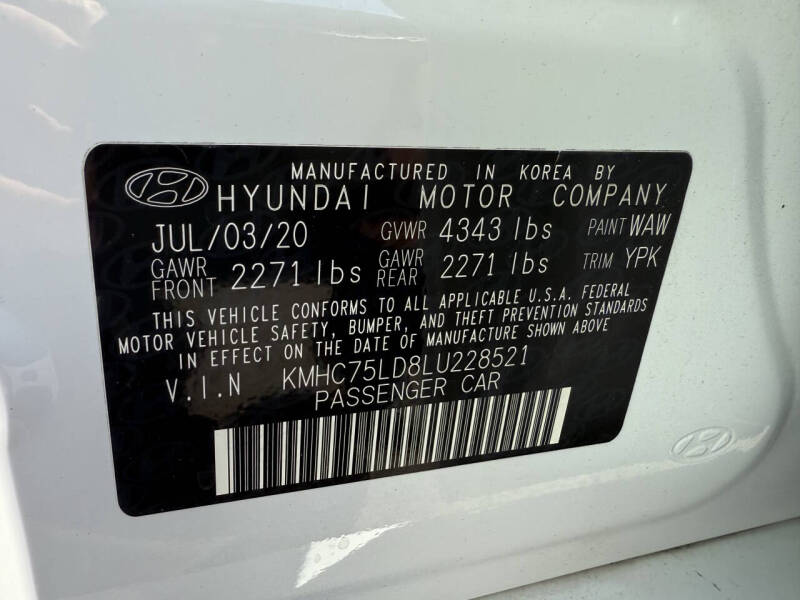 MANUFACTURED IN KOREA BY
HYUNDAI MOTOR COMPANY
JUL/03/20 GVWR 4343 lbs PAINT WAW
GAWR FRONT 2271 lbs GAWR REAR 2271 lbs TRIM YPK
THIS VEHICLE CONFORMS TO ALL APPLICABLE U.S.A. FEDERAL
MOTOR VEHICLE SAFETY, BUMPER, AND THEFT PREVENTION STANDARDS
IN EFFECT ON THE DATE OF MANUFACTURE SHOWN ABOVE
V.I.N KMHC75LD8LU228521
PASSENGER CAR